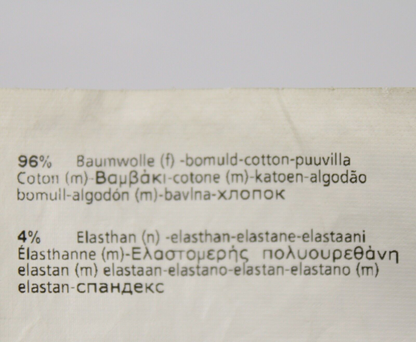 96% Baumwolle (f) -bomuld-cotton-puuvilla
Coton (m)-Βαμβάκι-cotone (m)-katoen-algodão
bomull-algodón (m)-bavlna-хлопок
4% Elasthan (n) -elasthan-elastane-elastaani
Élasthanne (m)-Ελαστομερής πολυουρεθάνη
elastan (m) elastaan-elastano-elastan-elastano (m)
elastan-спандекс